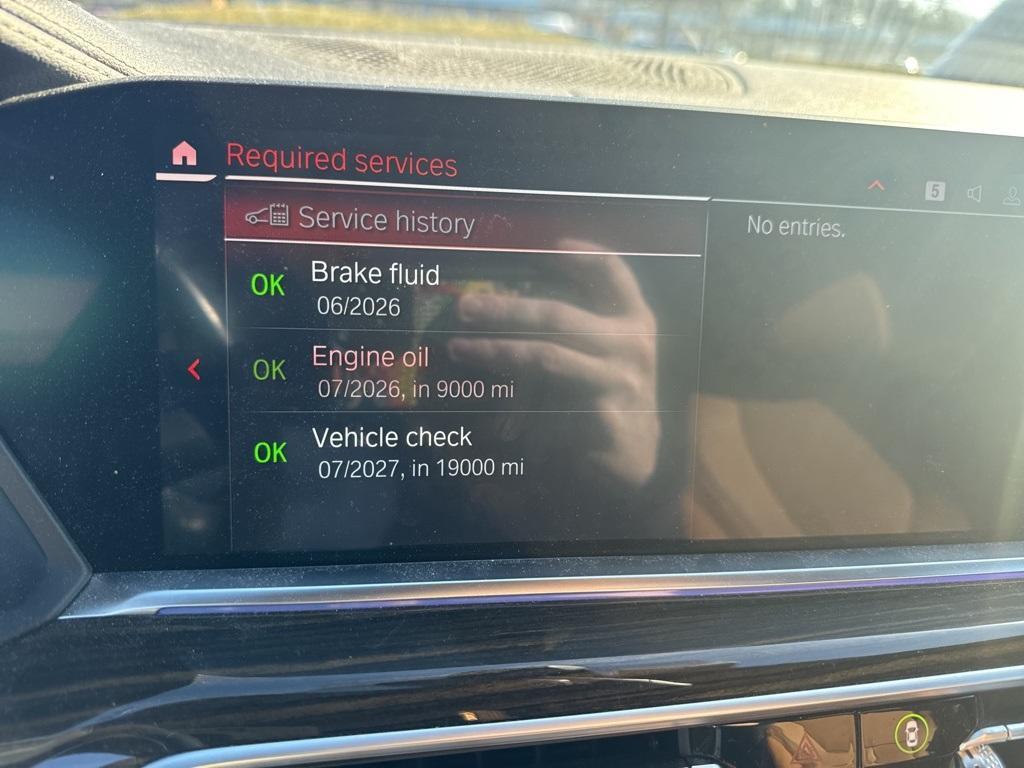 Required services
5
Service history
No entries.
OK Brake fluid
06/2026
OK Engine oil
07/2026, in 9000 mi
OK Vehicle check
07/2027, in 19000 mi